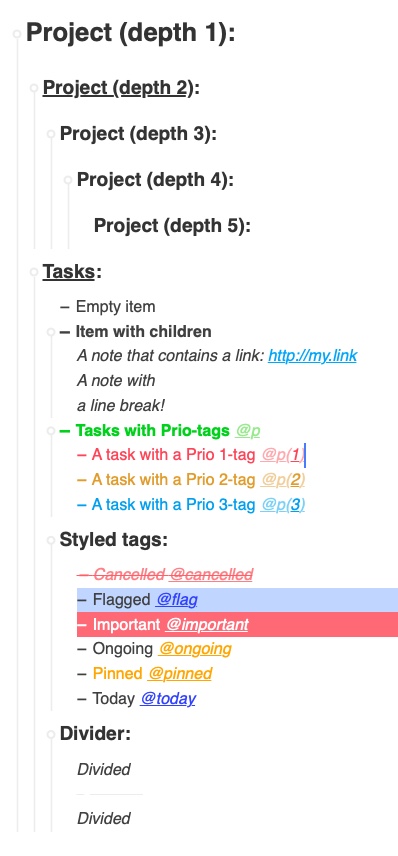 Project (depth 1):
Project (depth 2):
Project (depth 3):
Project (depth 4):
Project (depth 5):
Tasks:
– Empty item
– Item with children
A note that contains a link: http://my.link
A note with
a line break!
– Tasks with Prio-tags @p
– A task with a Prio 1-tag @p(1)
– A task with a Prio 2-tag @p(2)
– A task with a Prio 3-tag @p(3)
Styled tags:
– Cancelled @cancelled
– Flagged @flag
– Important @important
– Ongoing @ongoing
– Pinned @pinned
– Today @today
Divider:
Divided
Divided